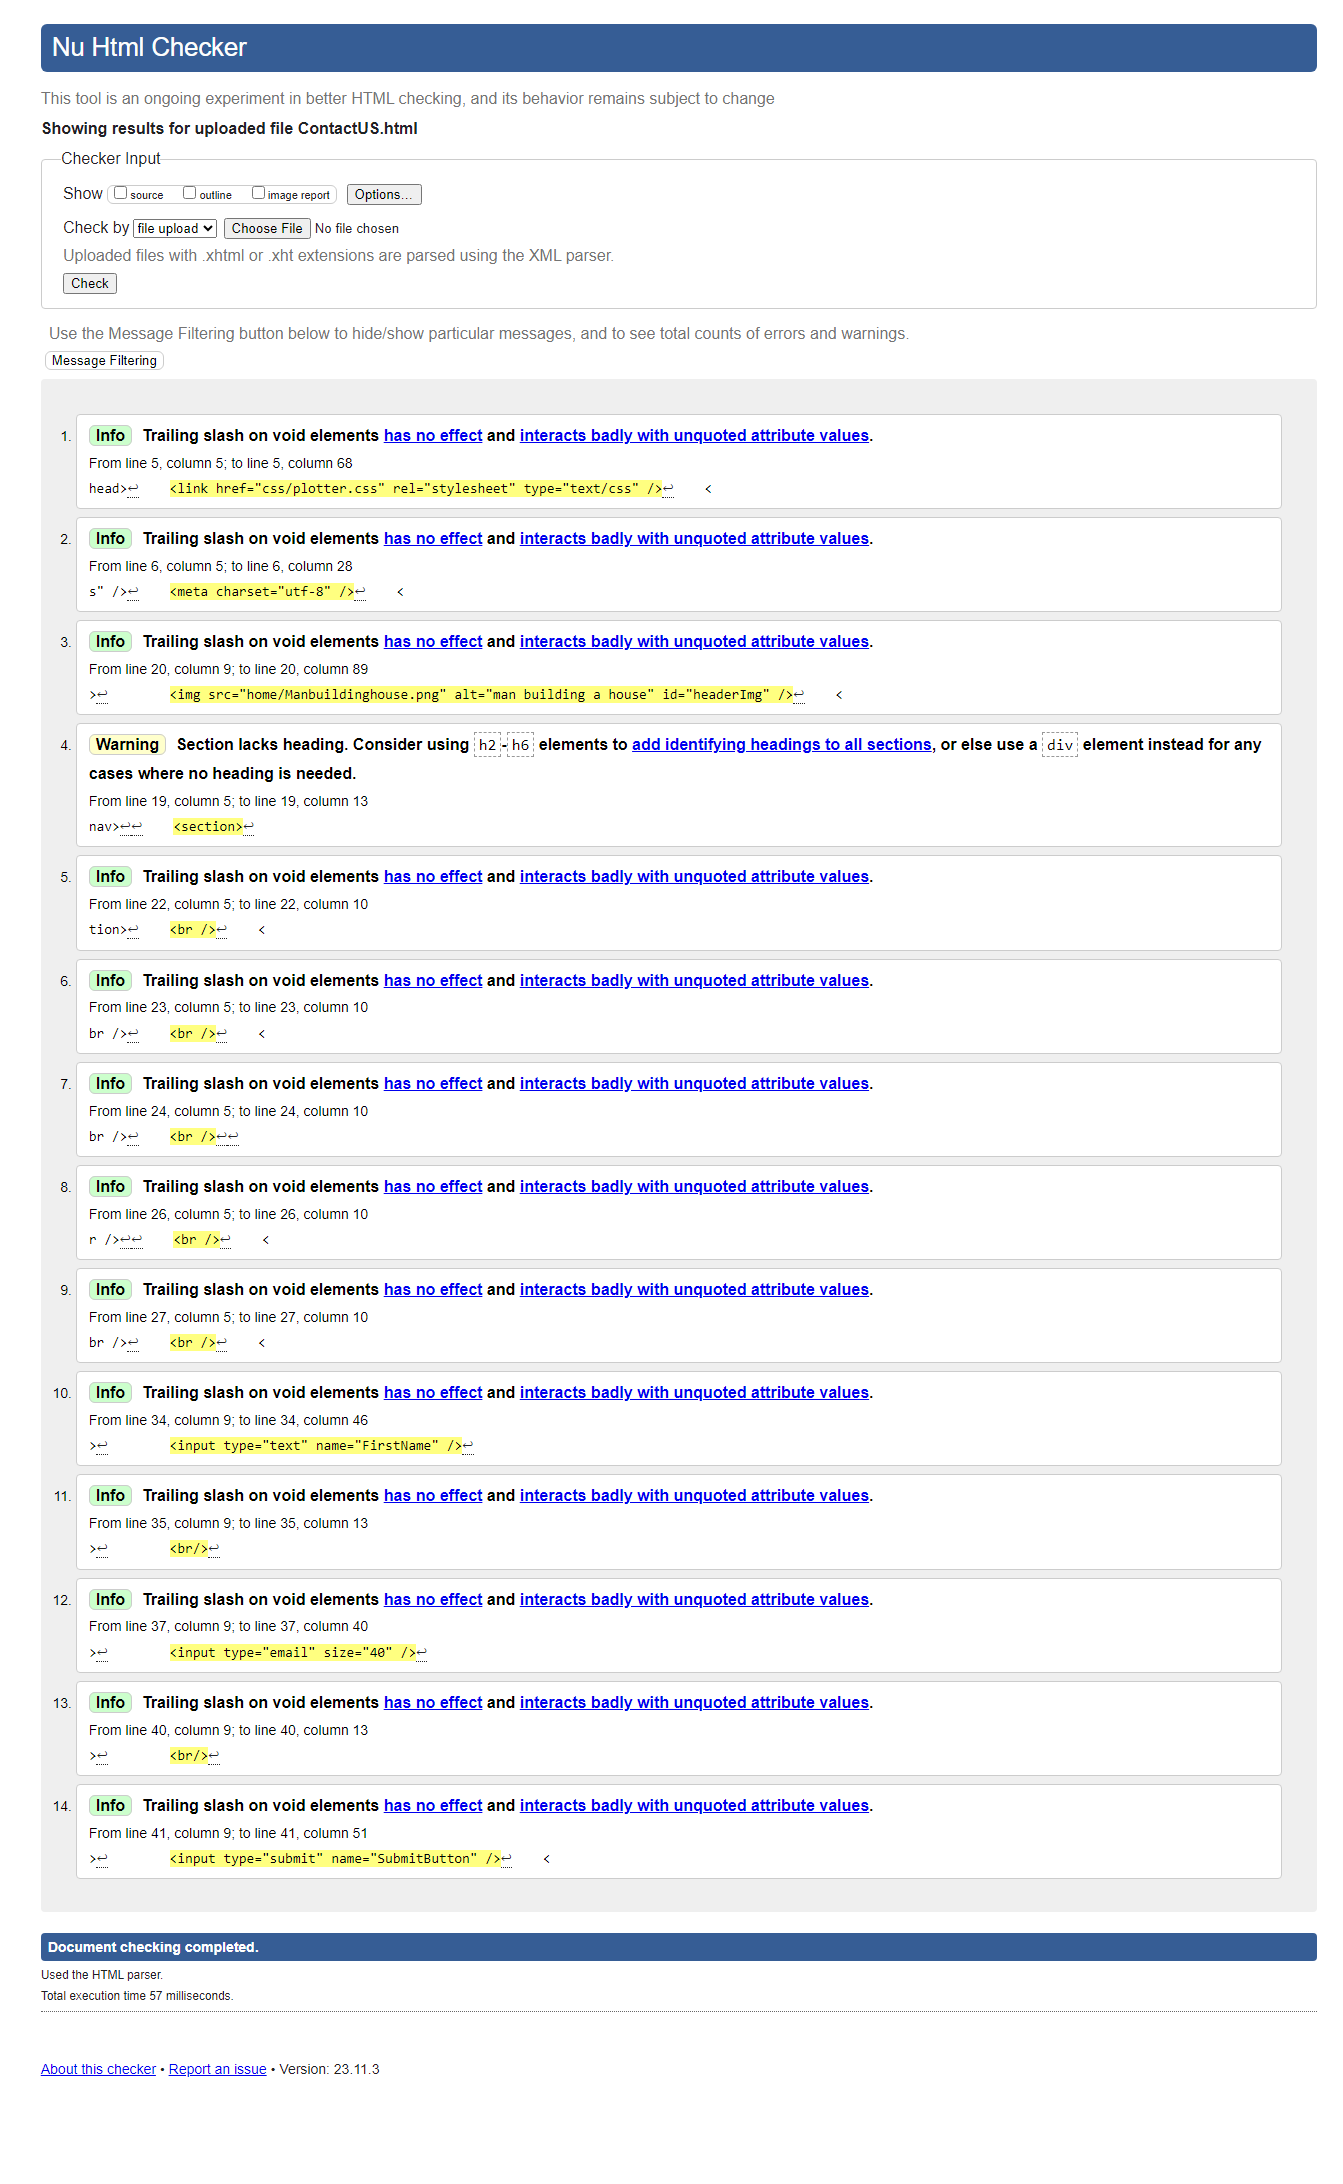 Nu Html Checker
This tool is an ongoing experiment in better HTML checking, and its behavior remains subject to change
Showing results for uploaded file ContactUS.html
Checker Input
Show source outline image report Options...
Check by file upload Choose File No file chosen
Uploaded files with .xhtml or .xht extensions are parsed using the XML parser.
Check
Use the Message Filtering button below to hide/show particular messages, and to see total counts of errors and warnings.
Message Filtering
1. Info Trailing slash on void elements has no effect and interacts badly with unquoted attribute values.
From line 5, column 5; to line 5, column 68
head>↩ <link href="css/plotter.css" rel="stylesheet" type="text/css" />↩ <
2. Info Trailing slash on void elements has no effect and interacts badly with unquoted attribute values.
From line 6, column 5; to line 6, column 28
s" />↩ <meta charset="utf-8" />↩ <
3. Info Trailing slash on void elements has no effect and interacts badly with unquoted attribute values.
From line 20, column 9; to line 20, column 89
>↩ <img src="home/Manbuildinghouse.png" alt="man building a house" id="headerImg" />↩ <
4. Warning Section lacks heading. Consider using h2-h6 elements to add identifying headings to all sections, or else use a div element instead for any
cases where no heading is needed.
From line 19, column 5; to line 19, column 13
nav>↩↩ <section>↩
5. Info Trailing slash on void elements has no effect and interacts badly with unquoted attribute values.
From line 22, column 5; to line 22, column 10
tion>↩ <br />↩ <
6. Info Trailing slash on void elements has no effect and interacts badly with unquoted attribute values.
From line 23, column 5; to line 23, column 10
br />↩ <br />↩ <
7. Info Trailing slash on void elements has no effect and interacts badly with unquoted attribute values.
From line 24, column 5; to line 24, column 10
br />↩ <br />↩↩
8. Info Trailing slash on void elements has no effect and interacts badly with unquoted attribute values.
From line 26, column 5; to line 26, column 10
r />↩↩ <br />↩ <
9. Info Trailing slash on void elements has no effect and interacts badly with unquoted attribute values.
From line 27, column 5; to line 27, column 10
br />↩ <br />↩ <
10. Info Trailing slash on void elements has no effect and interacts badly with unquoted attribute values.
From line 34, column 9; to line 34, column 46
>↩ <input type="text" name="FirstName" />↩
11. Info Trailing slash on void elements has no effect and interacts badly with unquoted attribute values.
From line 35, column 9; to line 35, column 13
>↩ <br/>↩
12. Info Trailing slash on void elements has no effect and interacts badly with unquoted attribute values.
From line 37, column 9; to line 37, column 40
>↩ <input type="email" size="40" />↩
13. Info Trailing slash on void elements has no effect and interacts badly with unquoted attribute values.
From line 40, column 9; to line 40, column 13
>↩ <br/>↩
14. Info Trailing slash on void elements has no effect and interacts badly with unquoted attribute values.
From line 41, column 9; to line 41, column 51
>↩ <input type="submit" name="SubmitButton" />↩ <
Document checking completed.
Used the HTML parser.
Total execution time 57 milliseconds.
About this checker • Report an issue • Version: 23.11.3